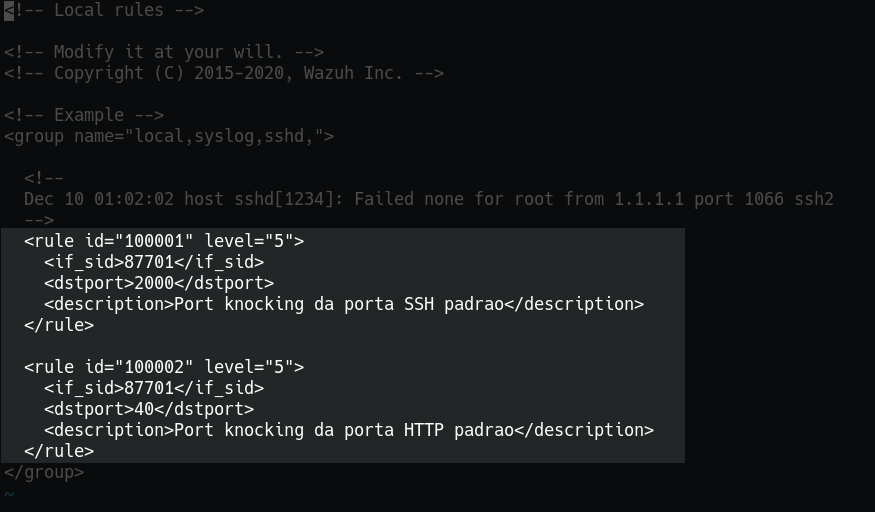 <!-- Local rules -->
<!-- Modify it at your will. -->
<!-- Copyright (C) 2015-2020, Wazuh Inc. -->
<!-- Example -->
<group name="local,syslog,sshd,">
  <!--
  Dec 10 01:02:02 host sshd[1234]: Failed none for root from 1.1.1.1 port 1066 ssh2
  -->
  <rule id="100001" level="5">
    <if_sid>87701</if_sid>
    <dstport>2000</dstport>
    <description>Port knocking da porta SSH padrao</description>
  </rule>
  <rule id="100002" level="5">
    <if_sid>87701</if_sid>
    <dstport>40</dstport>
    <description>Port knocking da porta HTTP padrao</description>
  </rule>
</group>
~